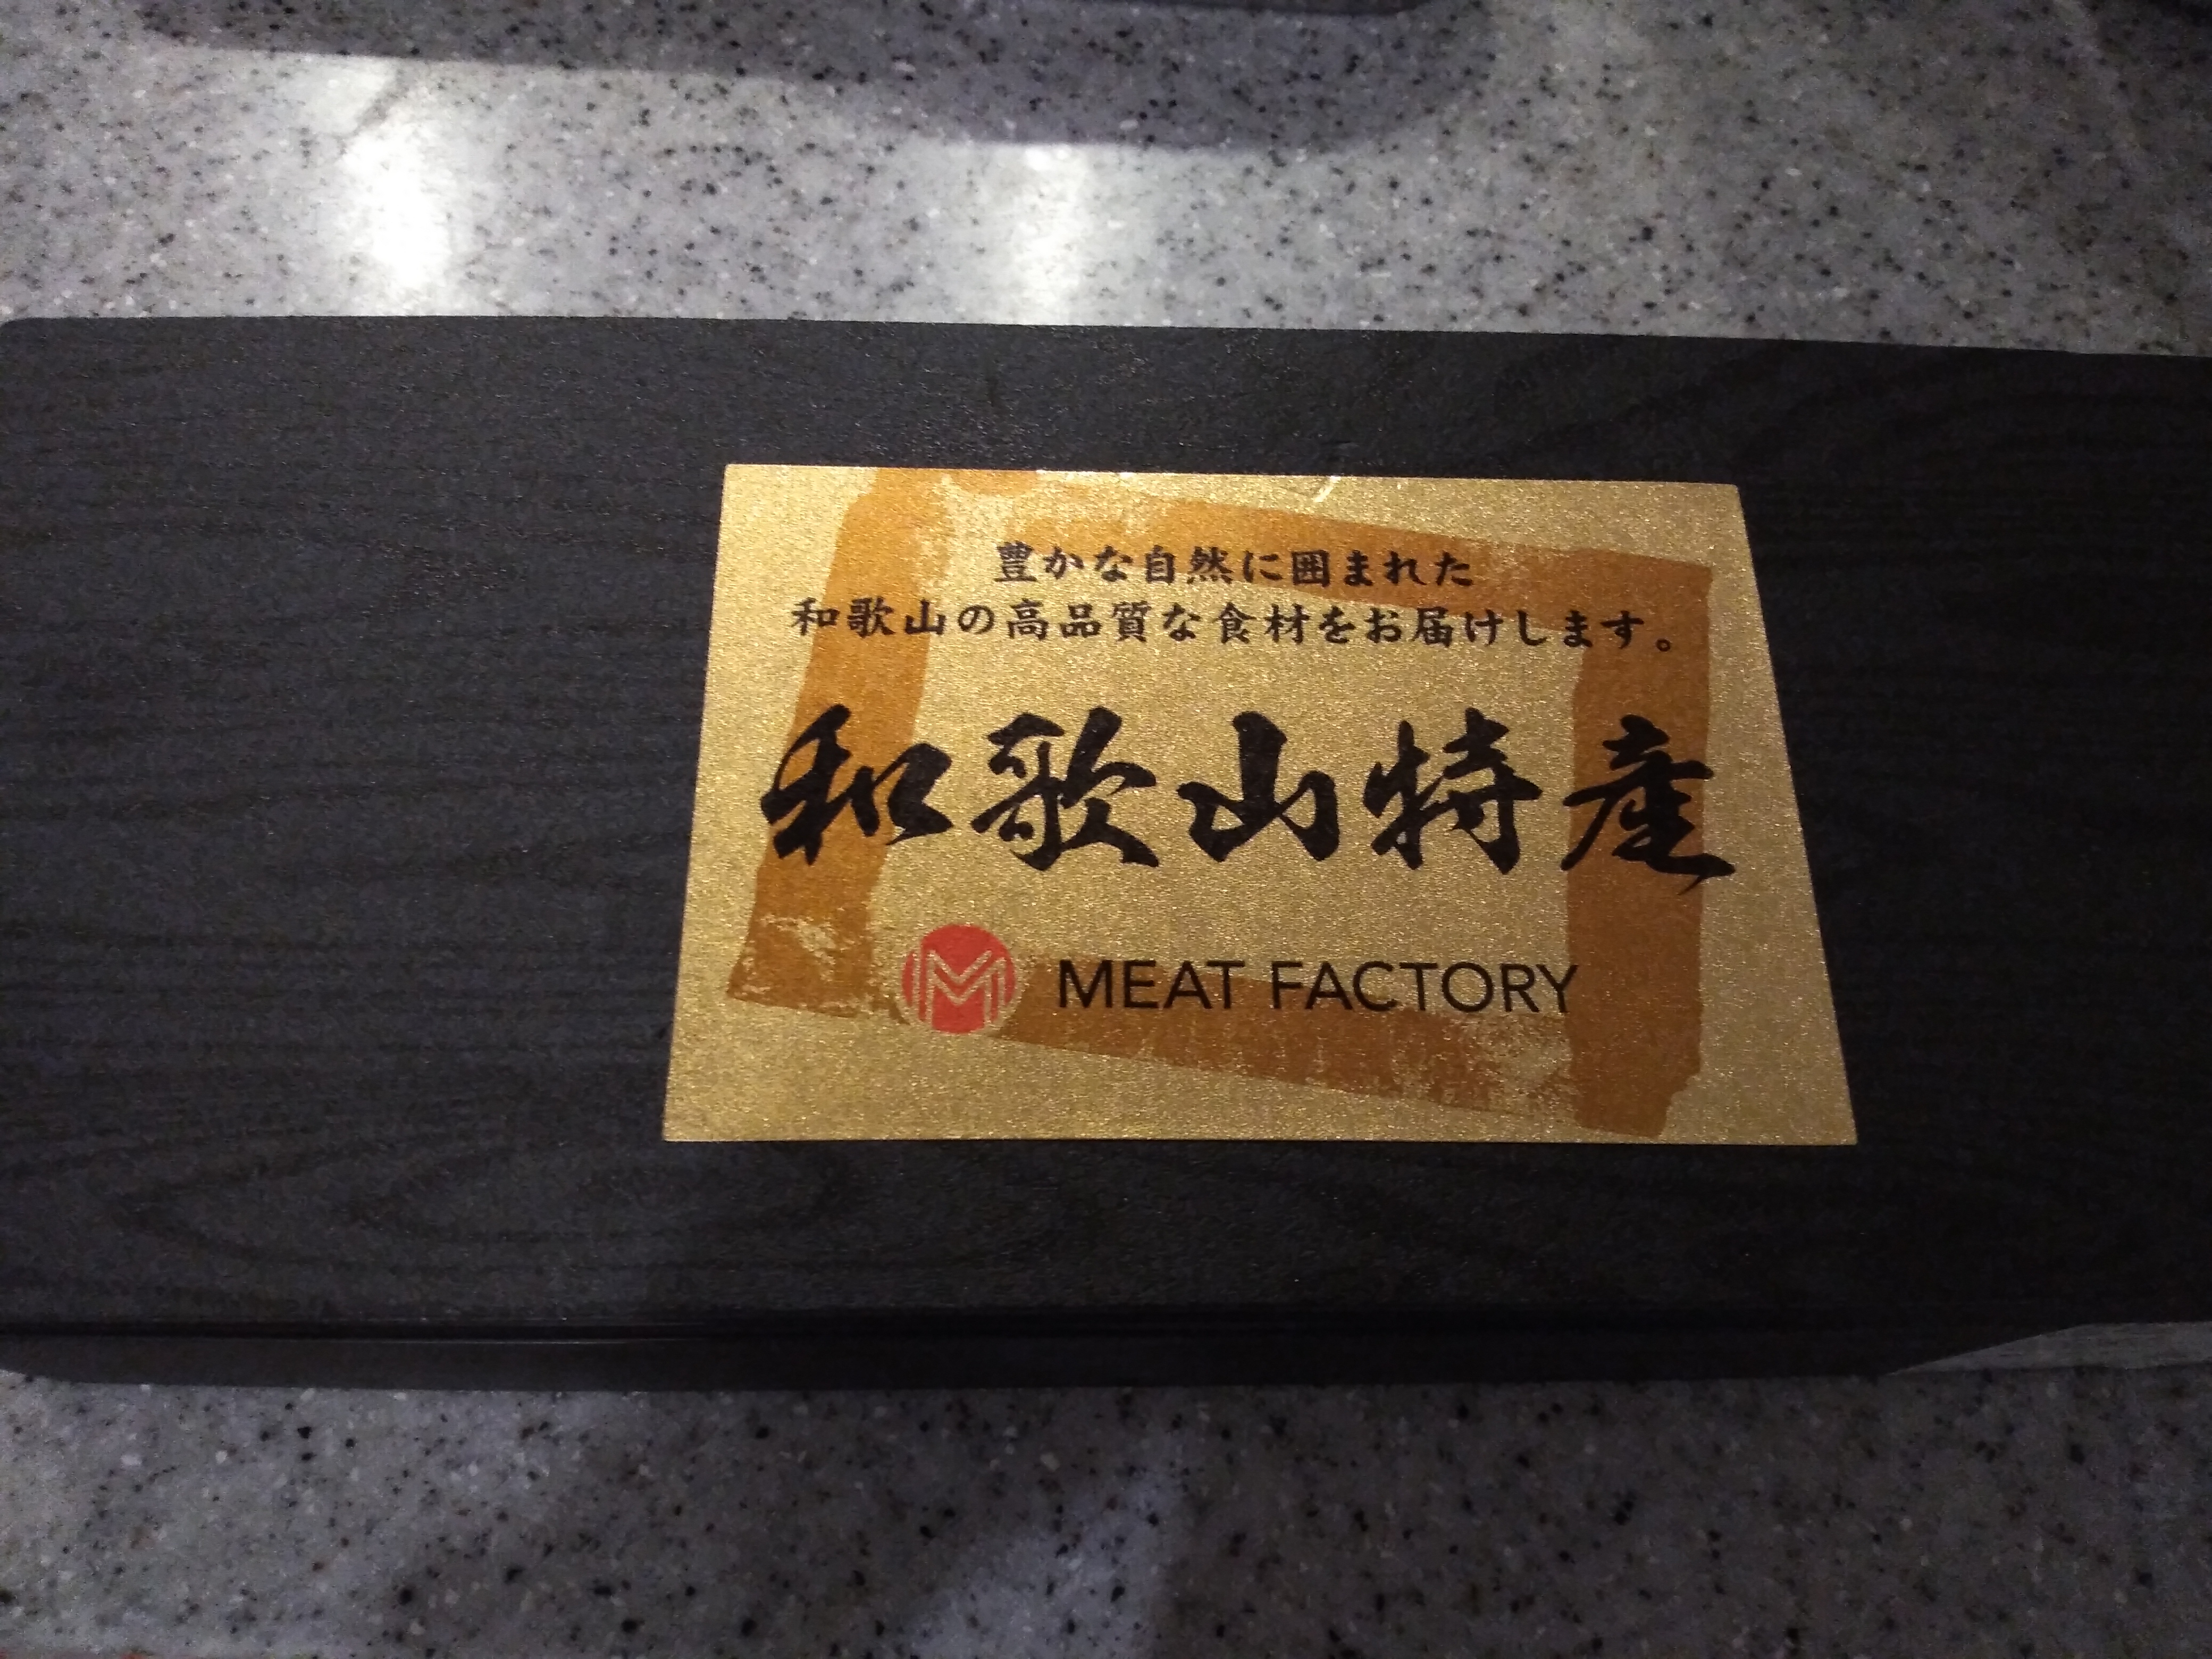 豊かな自然に囲まれた
和歌山の高品質な食材をお届けします。
和歌山特産
MEAT FACTORY